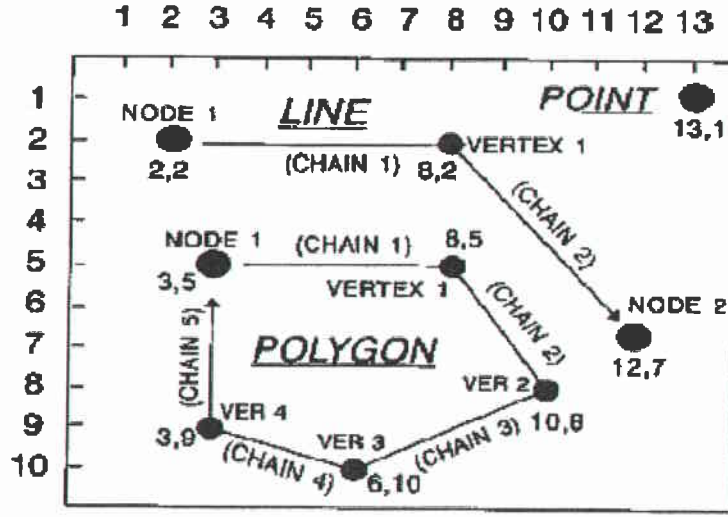 1 2 3 4 5 6 7 8 9 10 11 12 13
1
2
3
4
5
6
7
8
9
10
NODE 1
LINE
POINT
13,1
2,2
(CHAIN 1)
8,2
VERTEX 1
(CHAIN 2)
NODE 2
12,7
NODE 1
(CHAIN 1)
8,5
3,5
VERTEX 1
(CHAIN 5)
POLYGON
(CHAIN 2)
VER 2
10,8
VER 4
3,9
VER 3
(CHAIN 3)
(CHAIN 4)
6,10